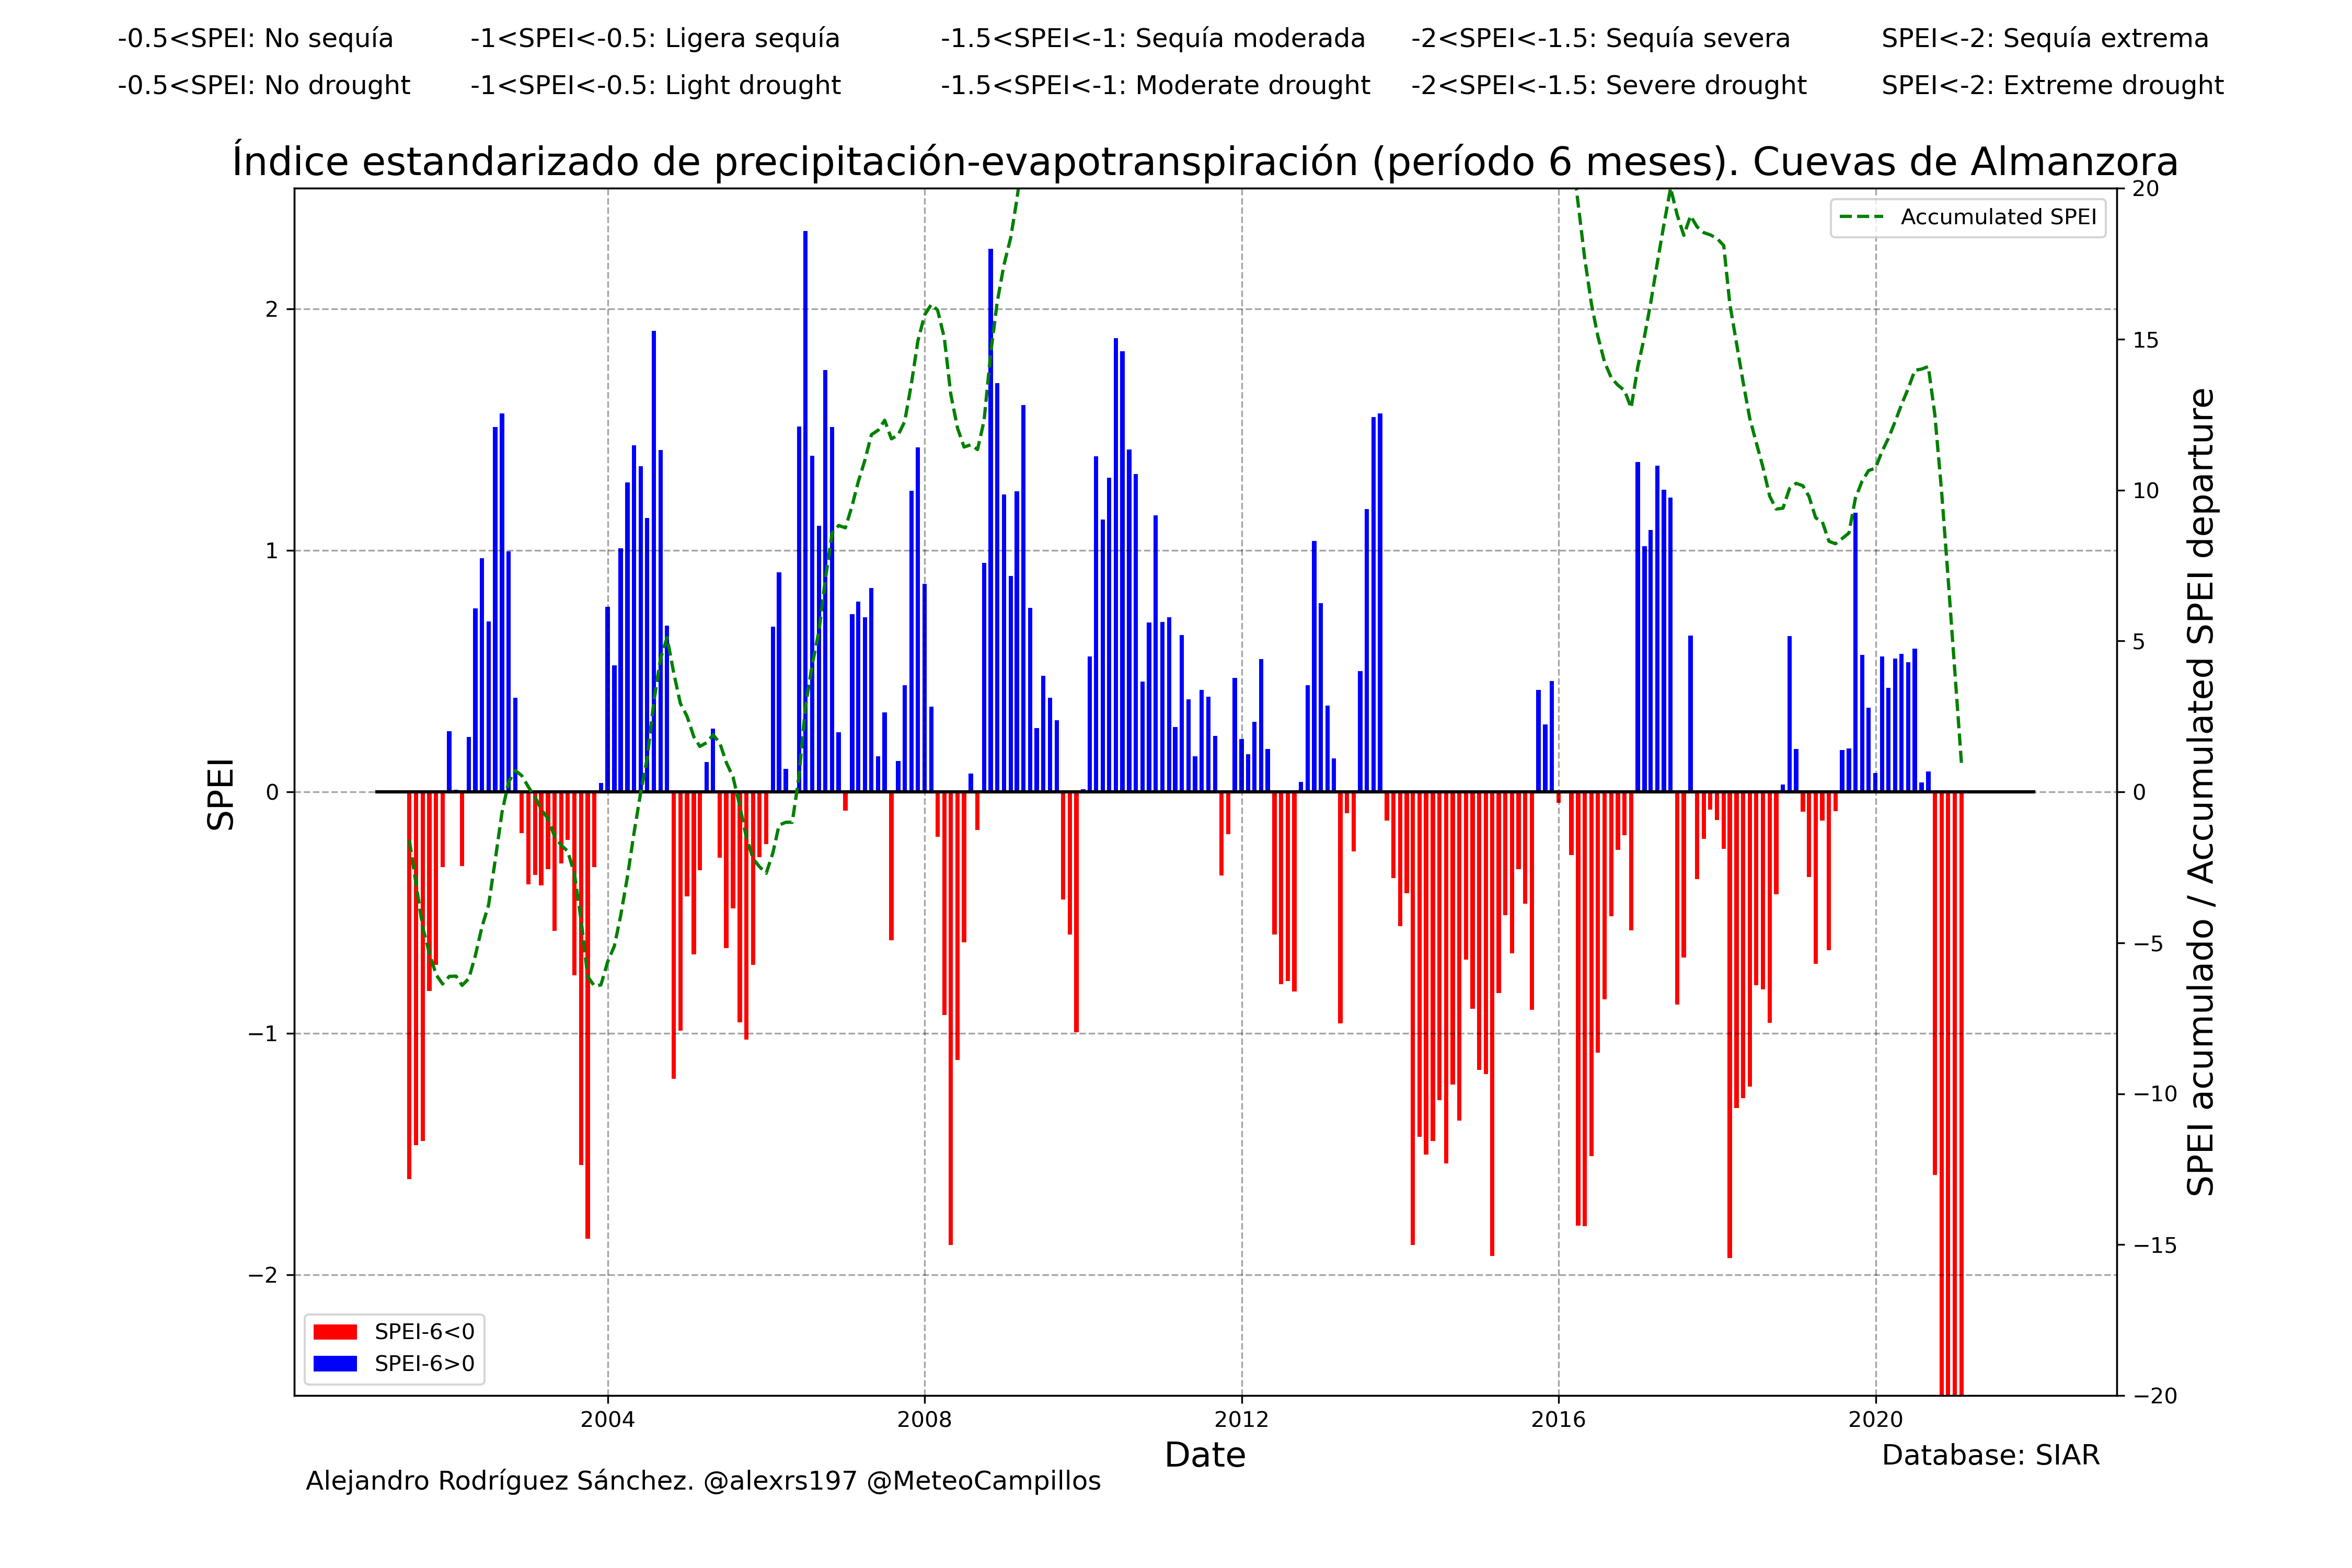 -0.5<SPEI: No sequía -1<SPEI<-0.5: Ligera sequía -1.5<SPEI<-1: Sequía moderada -2<SPEI<-1.5: Sequía severa SPEI<-2: Sequía extrema
-0.5<SPEI: No drought -1<SPEI<-0.5: Light drought -1.5<SPEI<-1: Moderate drought -2<SPEI<-1.5: Severe drought SPEI<-2: Extreme drought
Índice estandarizado de precipitación-evapotranspiración (período 6 meses). Cuevas de Almanzora
Accumulated SPEI
SPEI
2
1
0
−1
−2
20
15
10
5
0
−5
−10
−15
−20
SPEI acumulado / Accumulated SPEI departure
SPEI-6<0
SPEI-6>0
2004 2008 2012 2016 2020
Date
Database: SIAR
Alejandro Rodríguez Sánchez. @alexrs197 @MeteoCampillos